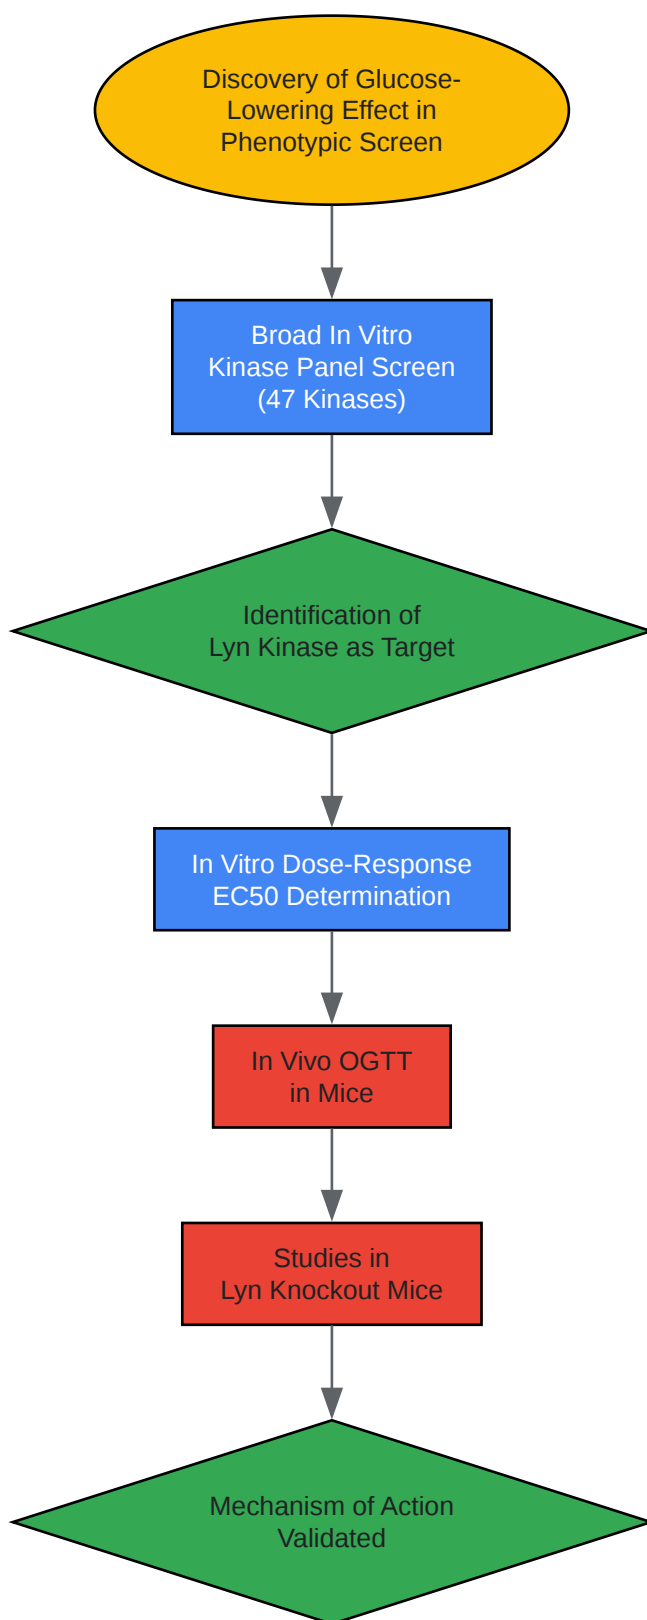 Discovery of Glucose-
Lowering Effect in
Phenotypic Screen
Broad In Vitro
Kinase Panel Screen
(47 Kinases)
Identification of
Lyn Kinase as Target
In Vitro Dose-Response
EC50 Determination
In Vivo OGTT
in Mice
Studies in
Lyn Knockout Mice
Mechanism of Action
Validated